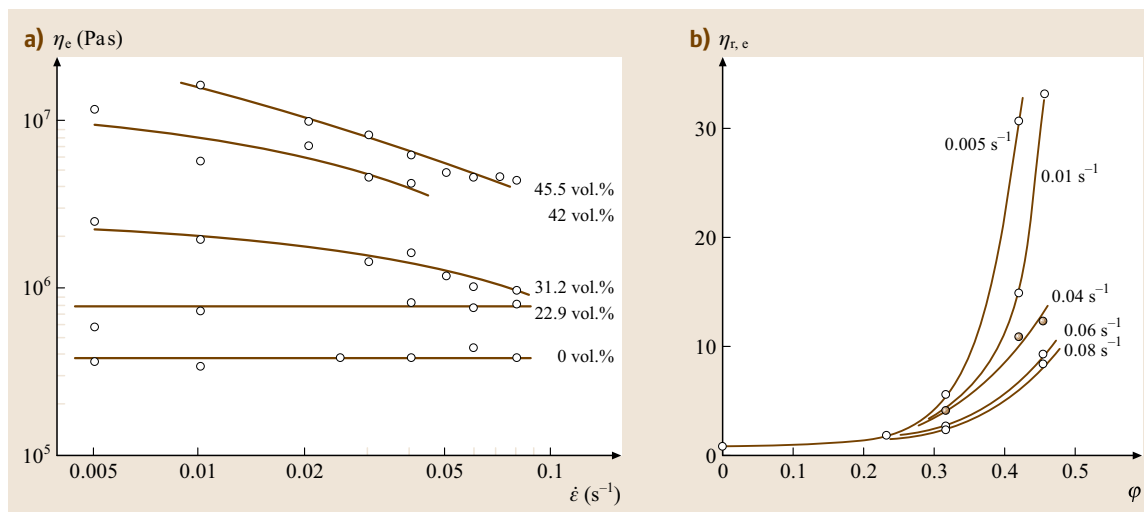 a) ηe (Pas)
10^7
10^6
10^5
45.5 vol.%
42 vol.%
31.2 vol.%
22.9 vol.%
0 vol.%
0.005 0.01 0.02 0.05 0.1
ε̇ (s^−1)
b) ηr, e
30
20
10
0
0.005 s^−1
0.01 s^−1
0.04 s^−1
0.06 s^−1
0.08 s^−1
0 0.1 0.2 0.3 0.4 0.5
φ